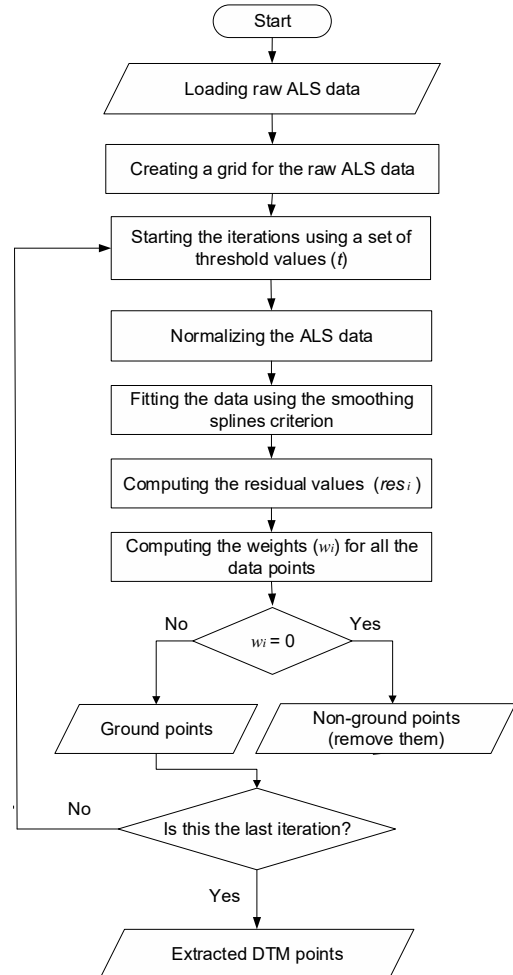 Start
Loading raw ALS data
Creating a grid for the raw ALS data
Starting the iterations using a set of
threshold values (t)
Normalizing the ALS data
Fitting the data using the smoothing
splines criterion
Computing the residual values (res i )
Computing the weights (wi) for all the
data points
No
Yes
wi = 0
Ground points
Non-ground points
(remove them)
No
Is this the last iteration?
Yes
Extracted DTM points